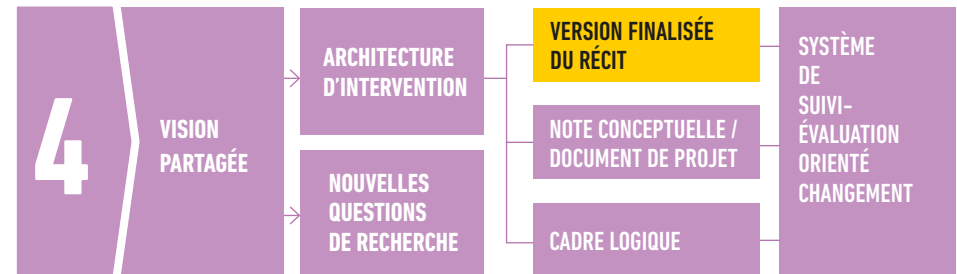 4
VISION
PARTAGÉE
ARCHITECTURE
D'INTERVENTION
NOUVELLES
QUESTIONS
DE RECHERCHE
VERSION FINALISÉE
DU RÉCIT
NOTE CONCEPTUELLE /
DOCUMENT DE PROJET
CADRE LOGIQUE
SYSTÈME
DE
SUIVI-
ÉVALUATION
ORIENTÉ
CHANGEMENT